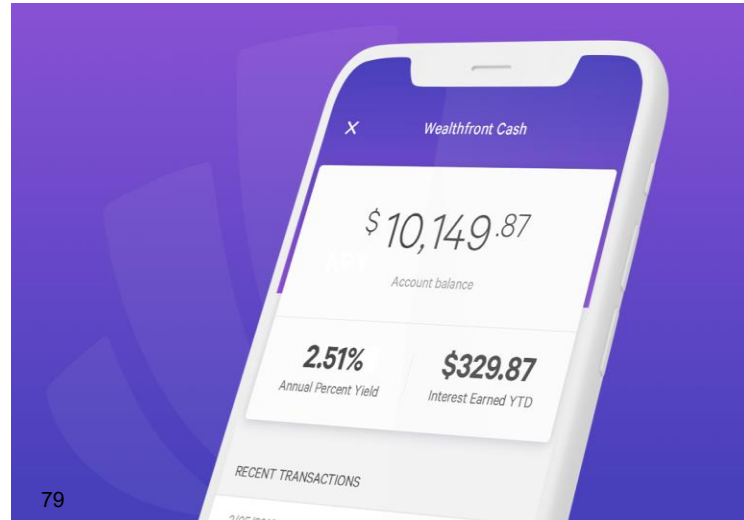 X Wealthfront Cash
$10,149.87
Account balance
2.51% $329.87
Annual Percent Yield Interest Earned YTD
RECENT TRANSACTIONS
79